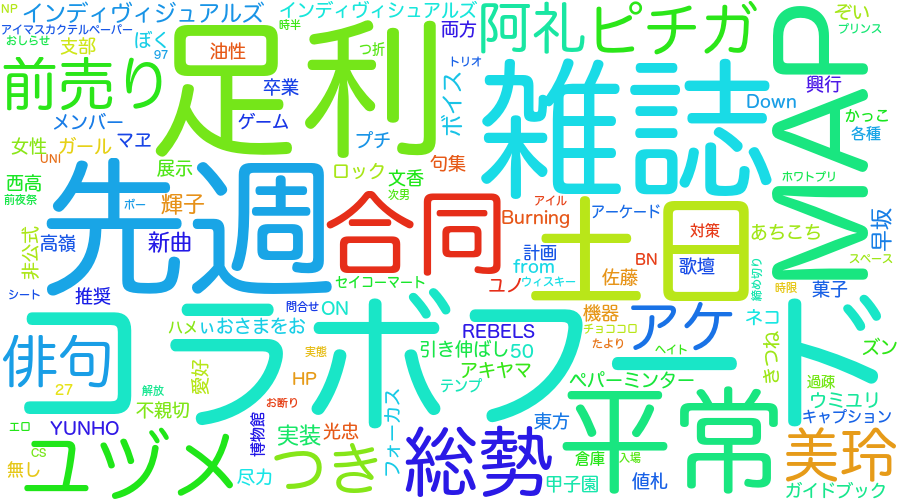 NP
インディヴィジュアルズ
インディヴィシュアルズ
アイマスカクテルペーパー
時半
おしらせ
支部
ぼく
97
前売り
足利
油性
つ折
両方
トリオ
阿礼
ピチガ
ぞい
プリンス
MAP
興行
卒業
ゲーム
ボイス
雑誌
Down
かっこ
各種
メンバー
マヱ
プチ
女性
ガール
UNI
展示
ロック
句集
文香
次男
西高
前夜祭
ボー
輝子
先週
合同
アイル
Burning
アーケード
土日
対策
あちこち
早坂
ホワトプリ
非公式
高嶺
新曲
計画
from
佐藤
BN
歌壇
スペース
シート
推奨
セイコーマート
ユノ
ウィスキー
締め切り
時限
菓子
問合せ
ON
機器
コラボフード
俳句
ハメ
ぃ
おさまをお
REBELS
チョココロ
たより
アケ
ネコ
ズン
実態
引き伸ばし
50
ヘイト
きつね
愛好
HP
アキヤマ
テンプ
ペパーミンター
平常
過疎
ウミユリ
27
解放
不親切
お断り
フォーカス
キャプション
エロ
YUNHO
博物館
実装
光忠
東方
美玲
ユヅメ
CS
つき
総勢
倉庫
入場
無し
尽力
甲子園
値札
ガイドブック